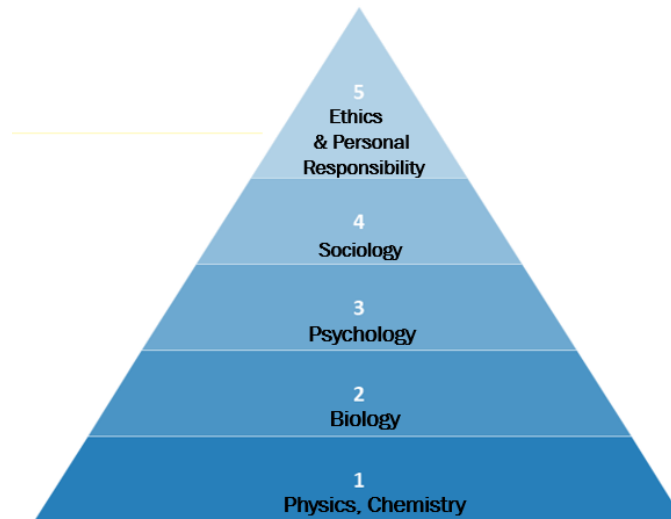 5
Ethics
& Personal
Responsibility
4
Sociology
3
Psychology
2
Biology
1
Physics, Chemistry